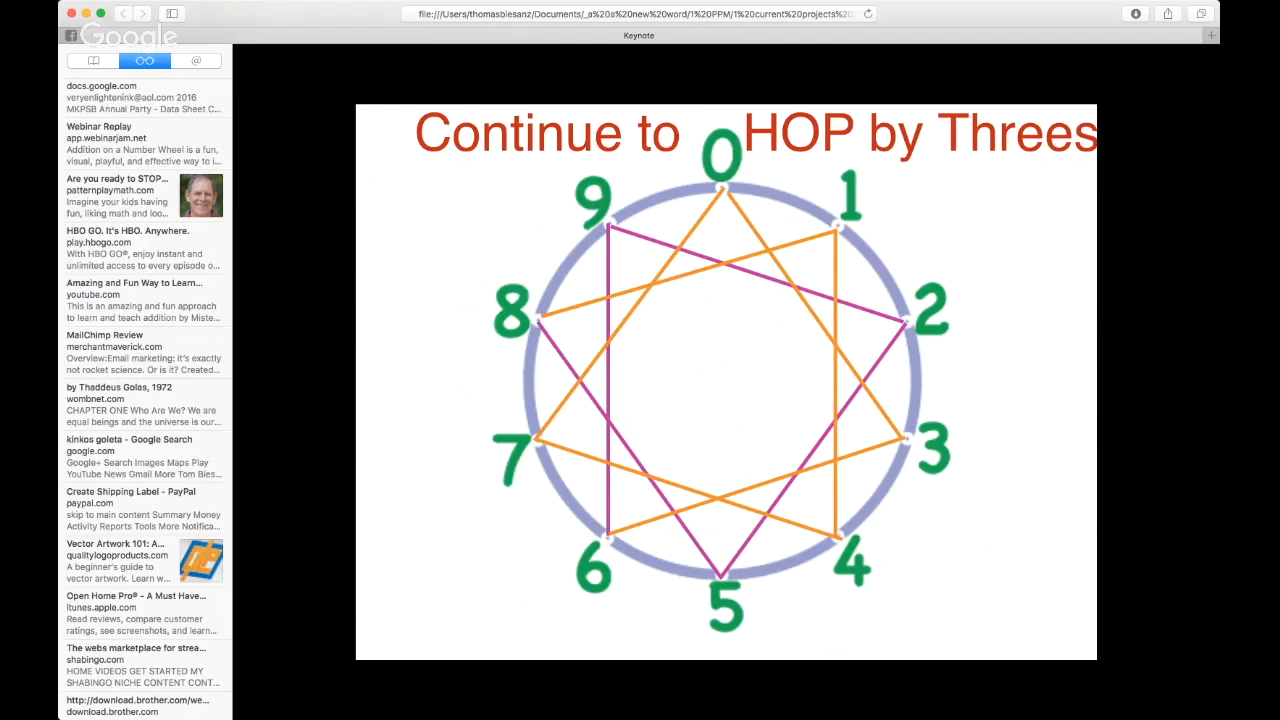 file:///Users/thomasbiesanz/Documents/_a%20a%20new%20word/1%20PPM/1%20current%20projects%20...
Google
Keynote
@
docs.google.com
veryenlightenink@aol.com 2016
MKPSB Annual Party - Data Sheet C...
Webinar Replay
app.webinarjam.net
Addition on a Number Wheel is a fun,
visual, playful, and effective way to i...
Are you ready to STOP...
patternplaymath.com
Imagine your kids having
fun, liking math and loo...
HBO GO. It's HBO. Anywhere.
play.hbogo.com
With HBO GO®, enjoy instant and
unlimited access to every episode o...
Amazing and Fun Way to Learn...
youtube.com
This is an amazing and fun approach
to learn and teach addition by Miste...
MailChimp Review
merchantmaverick.com
Overview:Email marketing: it's exactly
not rocket science. Or is it? Created...
by Thaddeus Golas, 1972
wombnet.com
CHAPTER ONE Who Are We? We are
equal beings and the universe is our...
kinkos goleta - Google Search
google.com
Google+ Search Images Maps Play
YouTube News Gmail More Tom Bies...
Create Shipping Label - PayPal
paypal.com
skip to main content Summary Money
Activity Reports Tools More Notifica...
Vector Artwork 101: A...
qualitylogoproducts.com
A beginner's guide to
vector artwork. Learn w...
Open Home Pro® - A Must Have...
itunes.apple.com
Read reviews, compare customer
ratings, see screenshots, and learn...
The webs marketplace for strea...
shabingo.com
HOME VIDEOS GET STARTED MY
SHABINGO NICHE CONTENT CONT...
http://download.brother.com/we...
download.brother.com
Continue to HOP by Threes
0
1
2
3
4
5
6
7
8
9